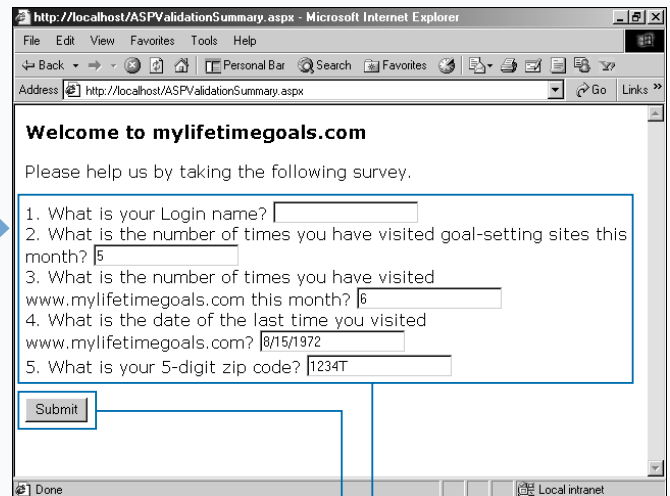 http://localhost/ASPValidationSummary.aspx - Microsoft Internet Explorer
File Edit View Favorites Tools Help
Back Personal Bar Search Favorites
Address http://localhost/ASPValidationSummary.aspx Go Links »
Welcome to mylifetimegoals.com
Please help us by taking the following survey.
1. What is your Login name?
2. What is the number of times you have visited goal-setting sites this
month? 5
3. What is the number of times you have visited
www.mylifetimegoals.com this month? 6
4. What is the date of the last time you visited
www.mylifetimegoals.com? 8/15/1972
5. What is your 5-digit zip code? 1234T
Submit
Done Local intranet